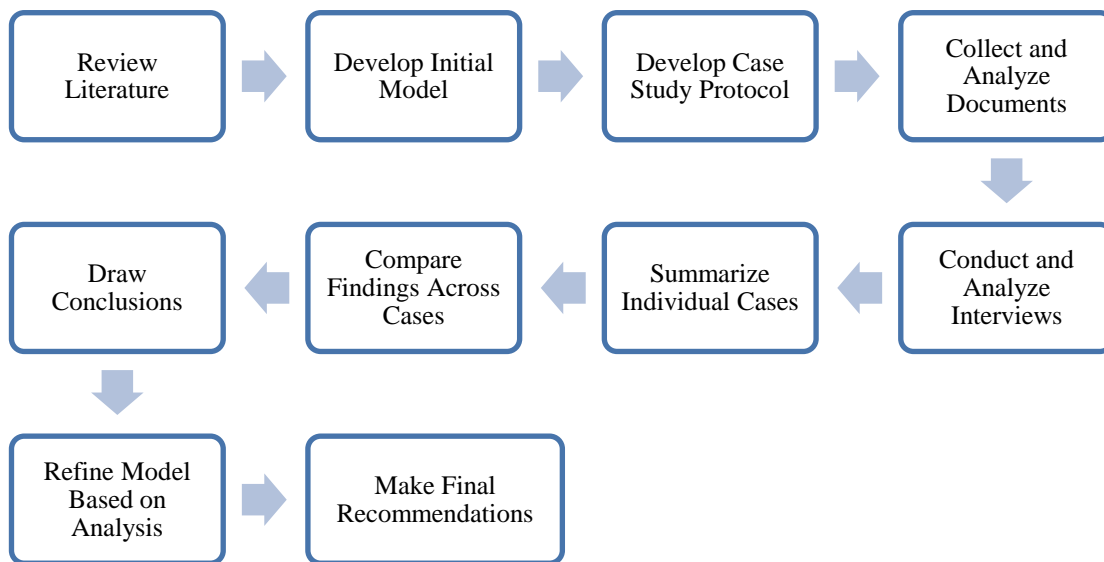 Review
Literature
Develop Initial
Model
Develop Case
Study Protocol
Collect and
Analyze
Documents
Conduct and
Analyze
Interviews
Summarize
Individual Cases
Compare
Findings Across
Cases
Draw
Conclusions
Refine Model
Based on
Analysis
Make Final
Recommendations